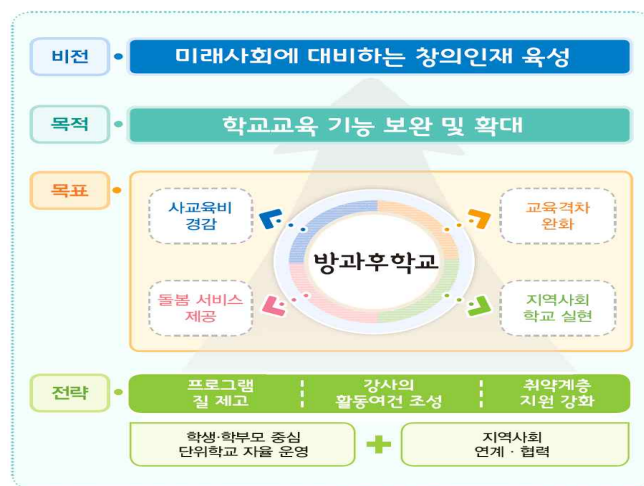 비전
미래사회에 대비하는 창의인재 육성
목적
학교교육 기능 보완 및 확대
목표
사교육비
경감
교육격차
완화
방과후학교
돌봄 서비스
제공
지역사회
학교 실현
전략
프로그램
질 제고
강사의
활동여건 조성
취약계층
지원 강화
학생·학부모 중심
단위학교 자율 운영
지역사회
연계·협력